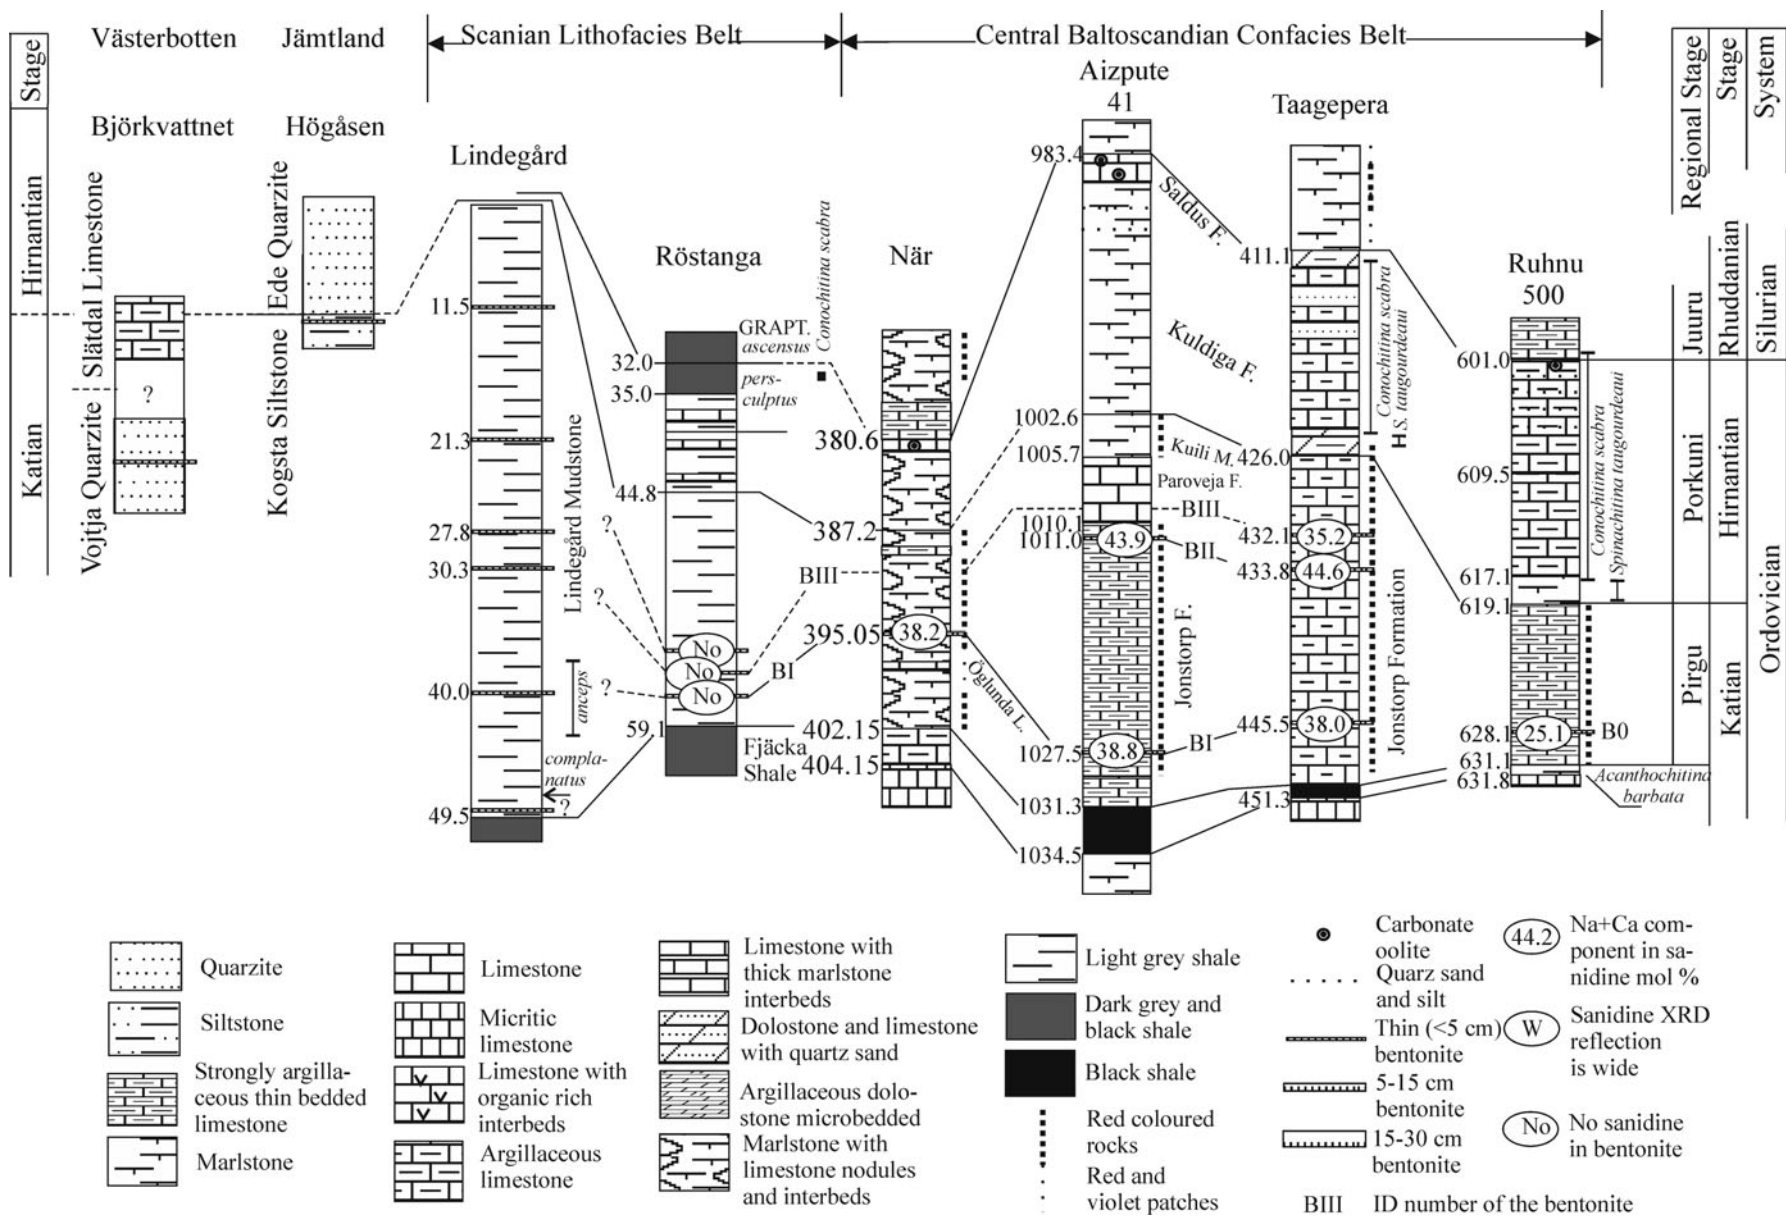 Västerbotten
Jämtland
Scanian Lithofacies Belt
Central Baltoscandian Confacies Belt
Stage
Regional Stage
Stage
System
Björkvattnet
Högåsen
Lindegård
Röstanga
När
Aizpute
41
Taagepera
Ruhnu
500
Hirnantian
Katian
Slätdal Limestone
Vojtja Quarzite
?
Ede Quarzite
Kogsta Siltstone
11.5
21.3
27.8
30.3
40.0
49.5
Lindegård Mudstone
anceps
compla-
natus
?
?
?
?
32.0
35.0
44.8
59.1
No
No
No
GRAPT.
ascensus
pers-
culptus
Conochitina scabra
Fjäcka
Shale
BIII
BI
380.6
387.2
395.05
402.15
404.15
38.2
Öglunda L.
983.4
1002.6
1005.7
1010.1
1011.0
1027.5
1031.3
1034.5
43.9
38.8
Saldus F.
Kuldiga F.
Kuili M.
Paroveja F.
BIII
BII
Jonstorp F.
BI
411.1
426.0
432.1
433.8
445.5
451.3
35.2
44.6
38.0
Conochitina scabra
S. taugourdeaui
Jonstorp Formation
601.0
609.5
617.1
619.1
628.1
631.1
631.8
25.1
B0
Conochitina scabra
Spinachitina taugourdeaui
Acanthochitina
barbata
Juuru
Porkuni
Pirgu
Rhuddanian
Hirnantian
Katian
Silurian
Ordovician
Quarzite
Siltstone
Strongly argilla-
ceous thin bedded
limestone
Marlstone
Limestone
Micritic
limestone
Limestone with
organic rich
interbeds
Argillaceous
limestone
Limestone with
thick marlstone
interbeds
Dolostone and limestone
with quartz sand
Argillaceous dolo-
stone microbedded
Marlstone with
limestone nodules
and interbeds
Light grey shale
Dark grey and
black shale
Black shale
Red coloured
rocks
Red and
violet patches
Carbonate
oolite
Quarz sand
and silt
Thin (<5 cm)
bentonite
5-15 cm
bentonite
15-30 cm
bentonite
BIII ID number of the bentonite
44.2
Na+Ca com-
ponent in sa-
nidine mol %
W
Sanidine XRD
reflection
is wide
No
No sanidine
in bentonite